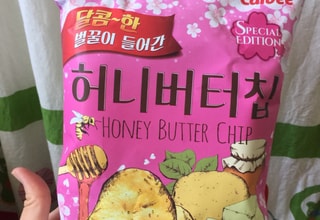 Calbee
SPECIAL
EDITION
달콤~한
벌꿀이 들어간
허니버터칩
HONEY BUTTER CHIP